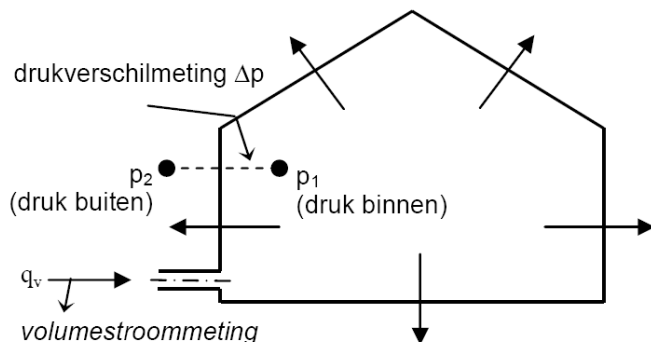 drukverschilmeting Δp
p₂
(druk buiten)
p₁
(druk binnen)
qᵥ
volumestroommeting